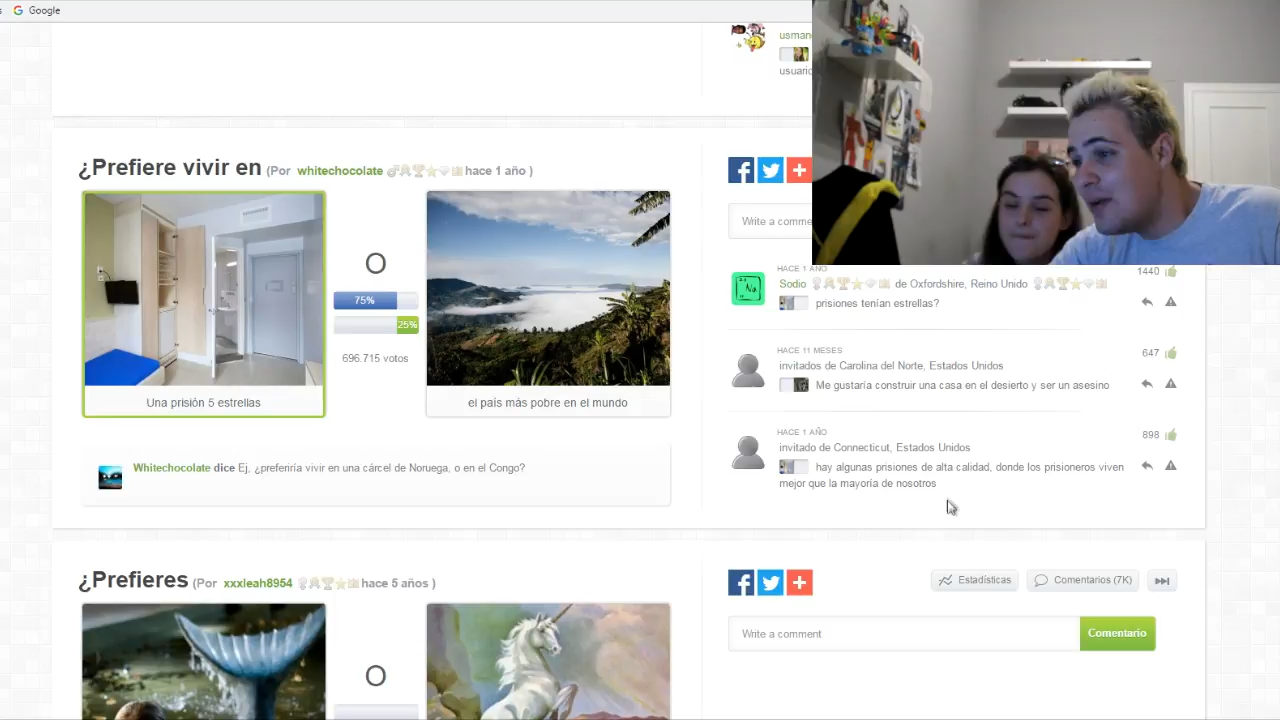 Google
usman
usuario
¿Prefiere vivir en (Por whitechocolate hace 1 año )
Una prisión 5 estrellas
O
75%
25%
696.715 votos
el país más pobre en el mundo
Whitechocolate dice Ej, ¿preferiría vivir en una cárcel de Noruega, o en el Congo?
Write a comme
HACE 1 AÑO
Sodio de Oxfordshire, Reino Unido
prisiones tenían estrellas?
1440
HACE 11 MESES
invitados de Carolina del Norte, Estados Unidos
Me gustaría construir una casa en el desierto y ser un asesino
647
HACE 1 AÑO
invitado de Connecticut, Estados Unidos
hay algunas prisiones de alta calidad, donde los prisioneros viven
mejor que la mayoría de nosotros
898
¿Prefieres (Por xxxleah8954 hace 5 años )
O
Estadísticas
Comentarios (7K)
Write a comment
Comentario